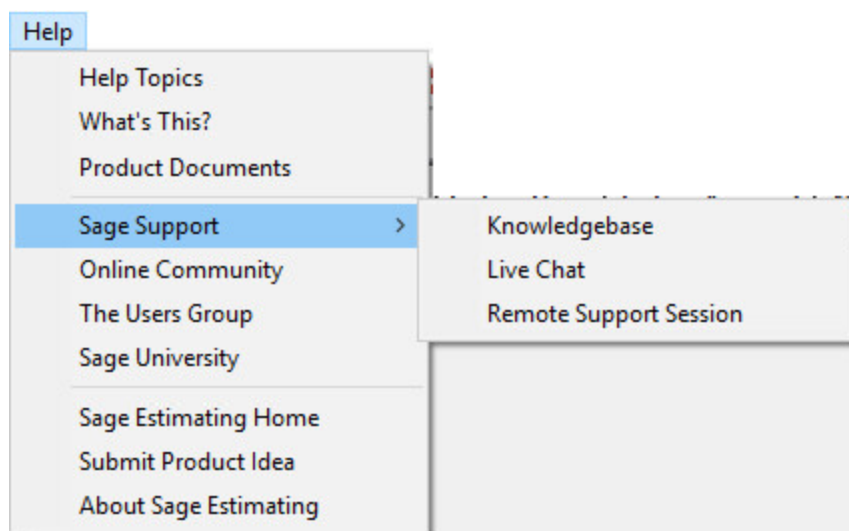 Help
Help Topics
What's This?
Product Documents
Sage Support
Knowledgebase
Live Chat
Remote Support Session
Online Community
The Users Group
Sage University
Sage Estimating Home
Submit Product Idea
About Sage Estimating